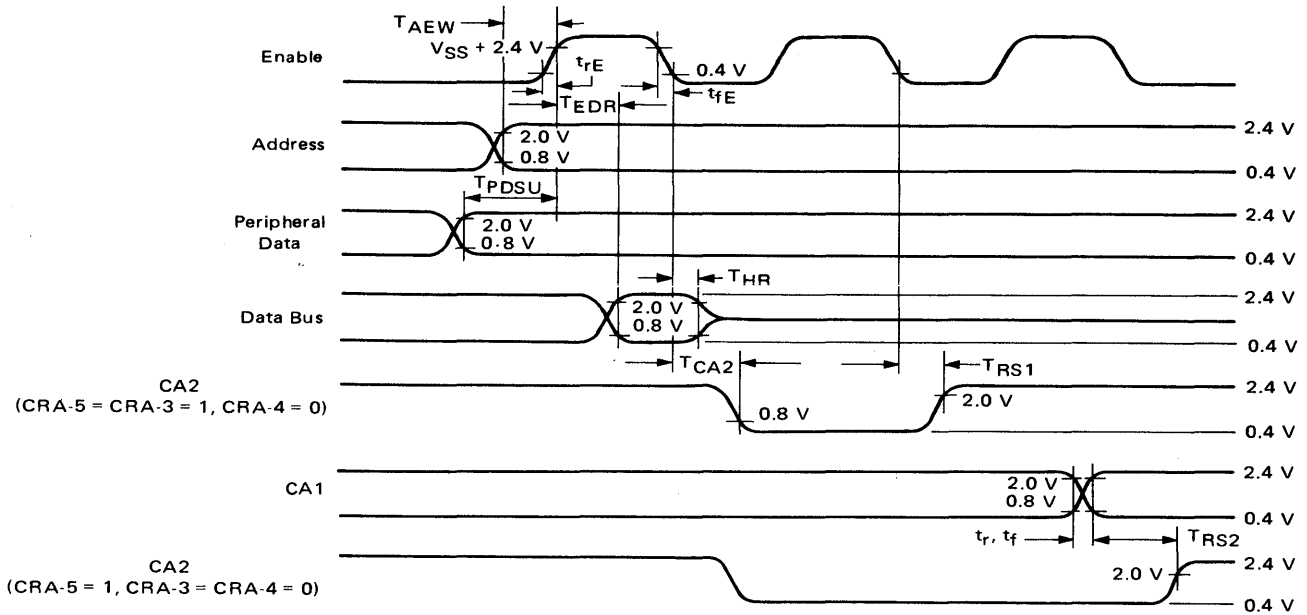 T_AEW
V_SS + 2.4 V
Enable
t_rE
0.4 V
t_fE
T_EDR
Address
2.0 V
0.8 V
2.4 V
0.4 V
T_PDSU
Peripheral
Data
2.0 V
0.8 V
2.4 V
0.4 V
T_HR
Data Bus
2.0 V
0.8 V
2.4 V
0.4 V
T_CA2
T_RS1
CA2
(CRA-5 = CRA-3 = 1, CRA-4 = 0)
0.8 V
2.0 V
2.4 V
0.4 V
CA1
2.0 V
0.8 V
2.4 V
0.4 V
t_r, t_f
T_RS2
CA2
(CRA-5 = 1, CRA-3 = CRA-4 = 0)
2.0 V
2.4 V
0.4 V